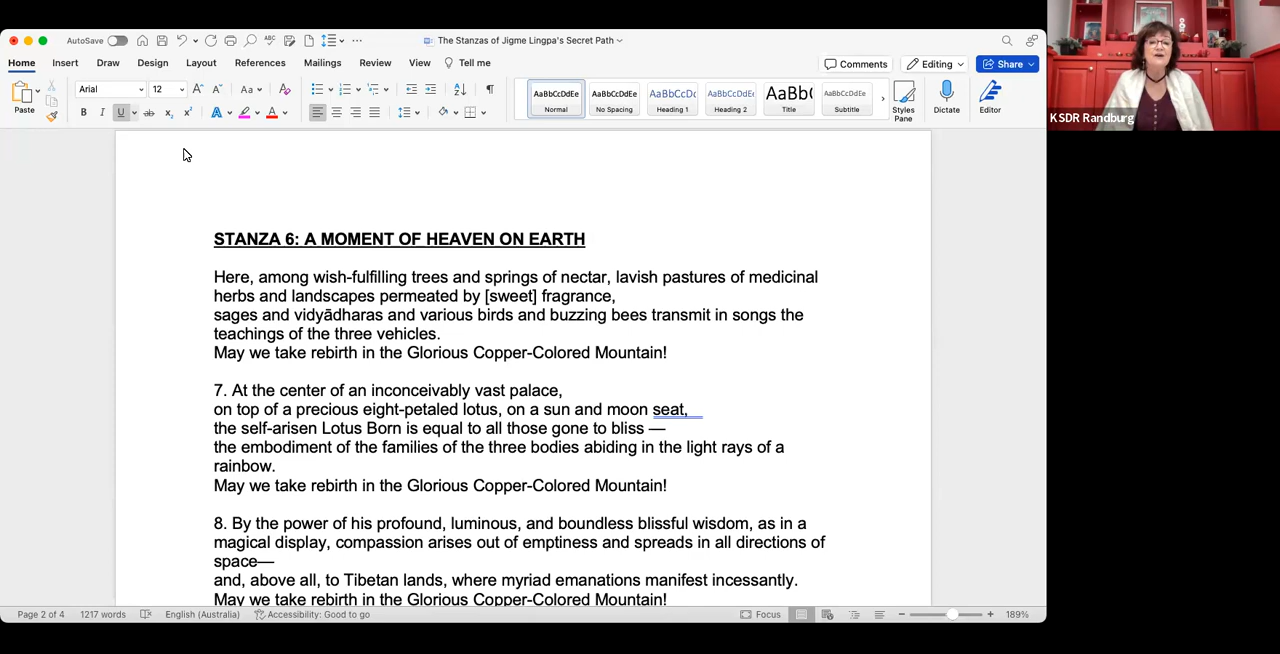 AutoSave
The Stanzas of Jigme Lingpa's Secret Path
Home Insert Draw Design Layout References Mailings Review View Tell me
Comments Editing Share
Paste
Arial 12
AaBbCcDdEe AaBbCcDdEe AaBbCcDc AaBbCcDdE AaBb( AaBbCcDdEe
Normal No Spacing Heading 1 Heading 2 Title Subtitle
Styles Pane Dictate Editor
KSDR Randburg
STANZA 6: A MOMENT OF HEAVEN ON EARTH
Here, among wish-fulfilling trees and springs of nectar, lavish pastures of medicinal
herbs and landscapes permeated by [sweet] fragrance,
sages and vidyādharas and various birds and buzzing bees transmit in songs the
teachings of the three vehicles.
May we take rebirth in the Glorious Copper-Colored Mountain!
7. At the center of an inconceivably vast palace,
on top of a precious eight-petaled lotus, on a sun and moon seat,
the self-arisen Lotus Born is equal to all those gone to bliss —
the embodiment of the families of the three bodies abiding in the light rays of a
rainbow.
May we take rebirth in the Glorious Copper-Colored Mountain!
8. By the power of his profound, luminous, and boundless blissful wisdom, as in a
magical display, compassion arises out of emptiness and spreads in all directions of
space—
and, above all, to Tibetan lands, where myriad emanations manifest incessantly.
May we take rebirth in the Glorious Copper-Colored Mountain!
Page 2 of 4 1217 words English (Australia) Accessibility: Good to go Focus 189%